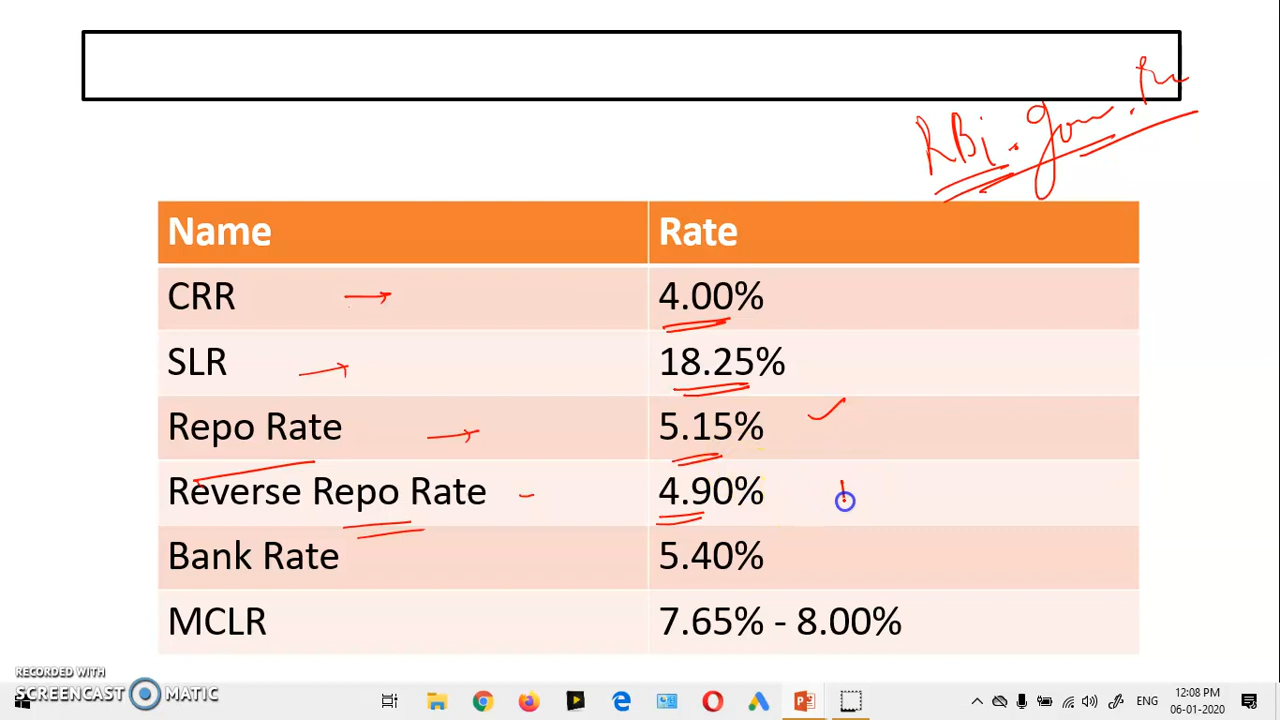 RBi.gov.in
Name Rate
CRR 4.00%
SLR 18.25%
Repo Rate 5.15%
Reverse Repo Rate 4.90%
Bank Rate 5.40%
MCLR 7.65% - 8.00%
RECORDED WITH
SCREENCAST MATIC
ENG
12:08 PM
06-01-2020